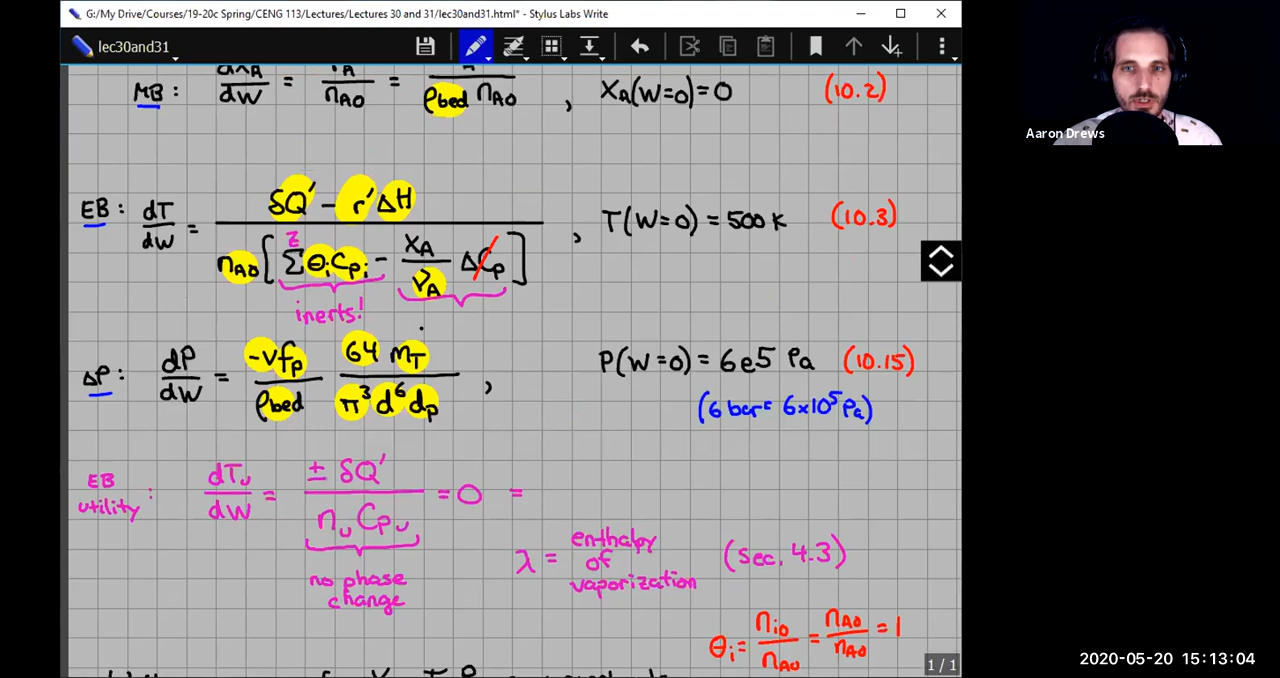 G:/My Drive/Courses/19-20c Spring/CENG 113/Lectures/Lectures 30 and 31/lec30and31.html* - Stylus Labs Write
lec30and31
Aaron Drews
MB: dXA/dW = rA/nA0 = / ρbed nA0 , XA(W=0)=0 (10.2)
EB: dT/dW = δQ' - r'ΔH / nA0[Σ θi Cpi - XA/νA ΔCp] , T(W=0) = 500 K (10.3)
Z
inerts!
ΔP: dP/dW = -νfp/ρbed 64 mT/π³ d⁶ dp , P(W=0) = 6e5 Pa (10.15)
(6 bar = 6x10⁵ Pa)
EB utility: dTu/dW = ± δQ'/nu Cpu = 0 =
no phase change
λ = enthalpy of vaporization (Sec. 4.3)
θi = ni0/nA0 = nA0/nA0 = 1
1 / 1
2020-05-20 15:13:04